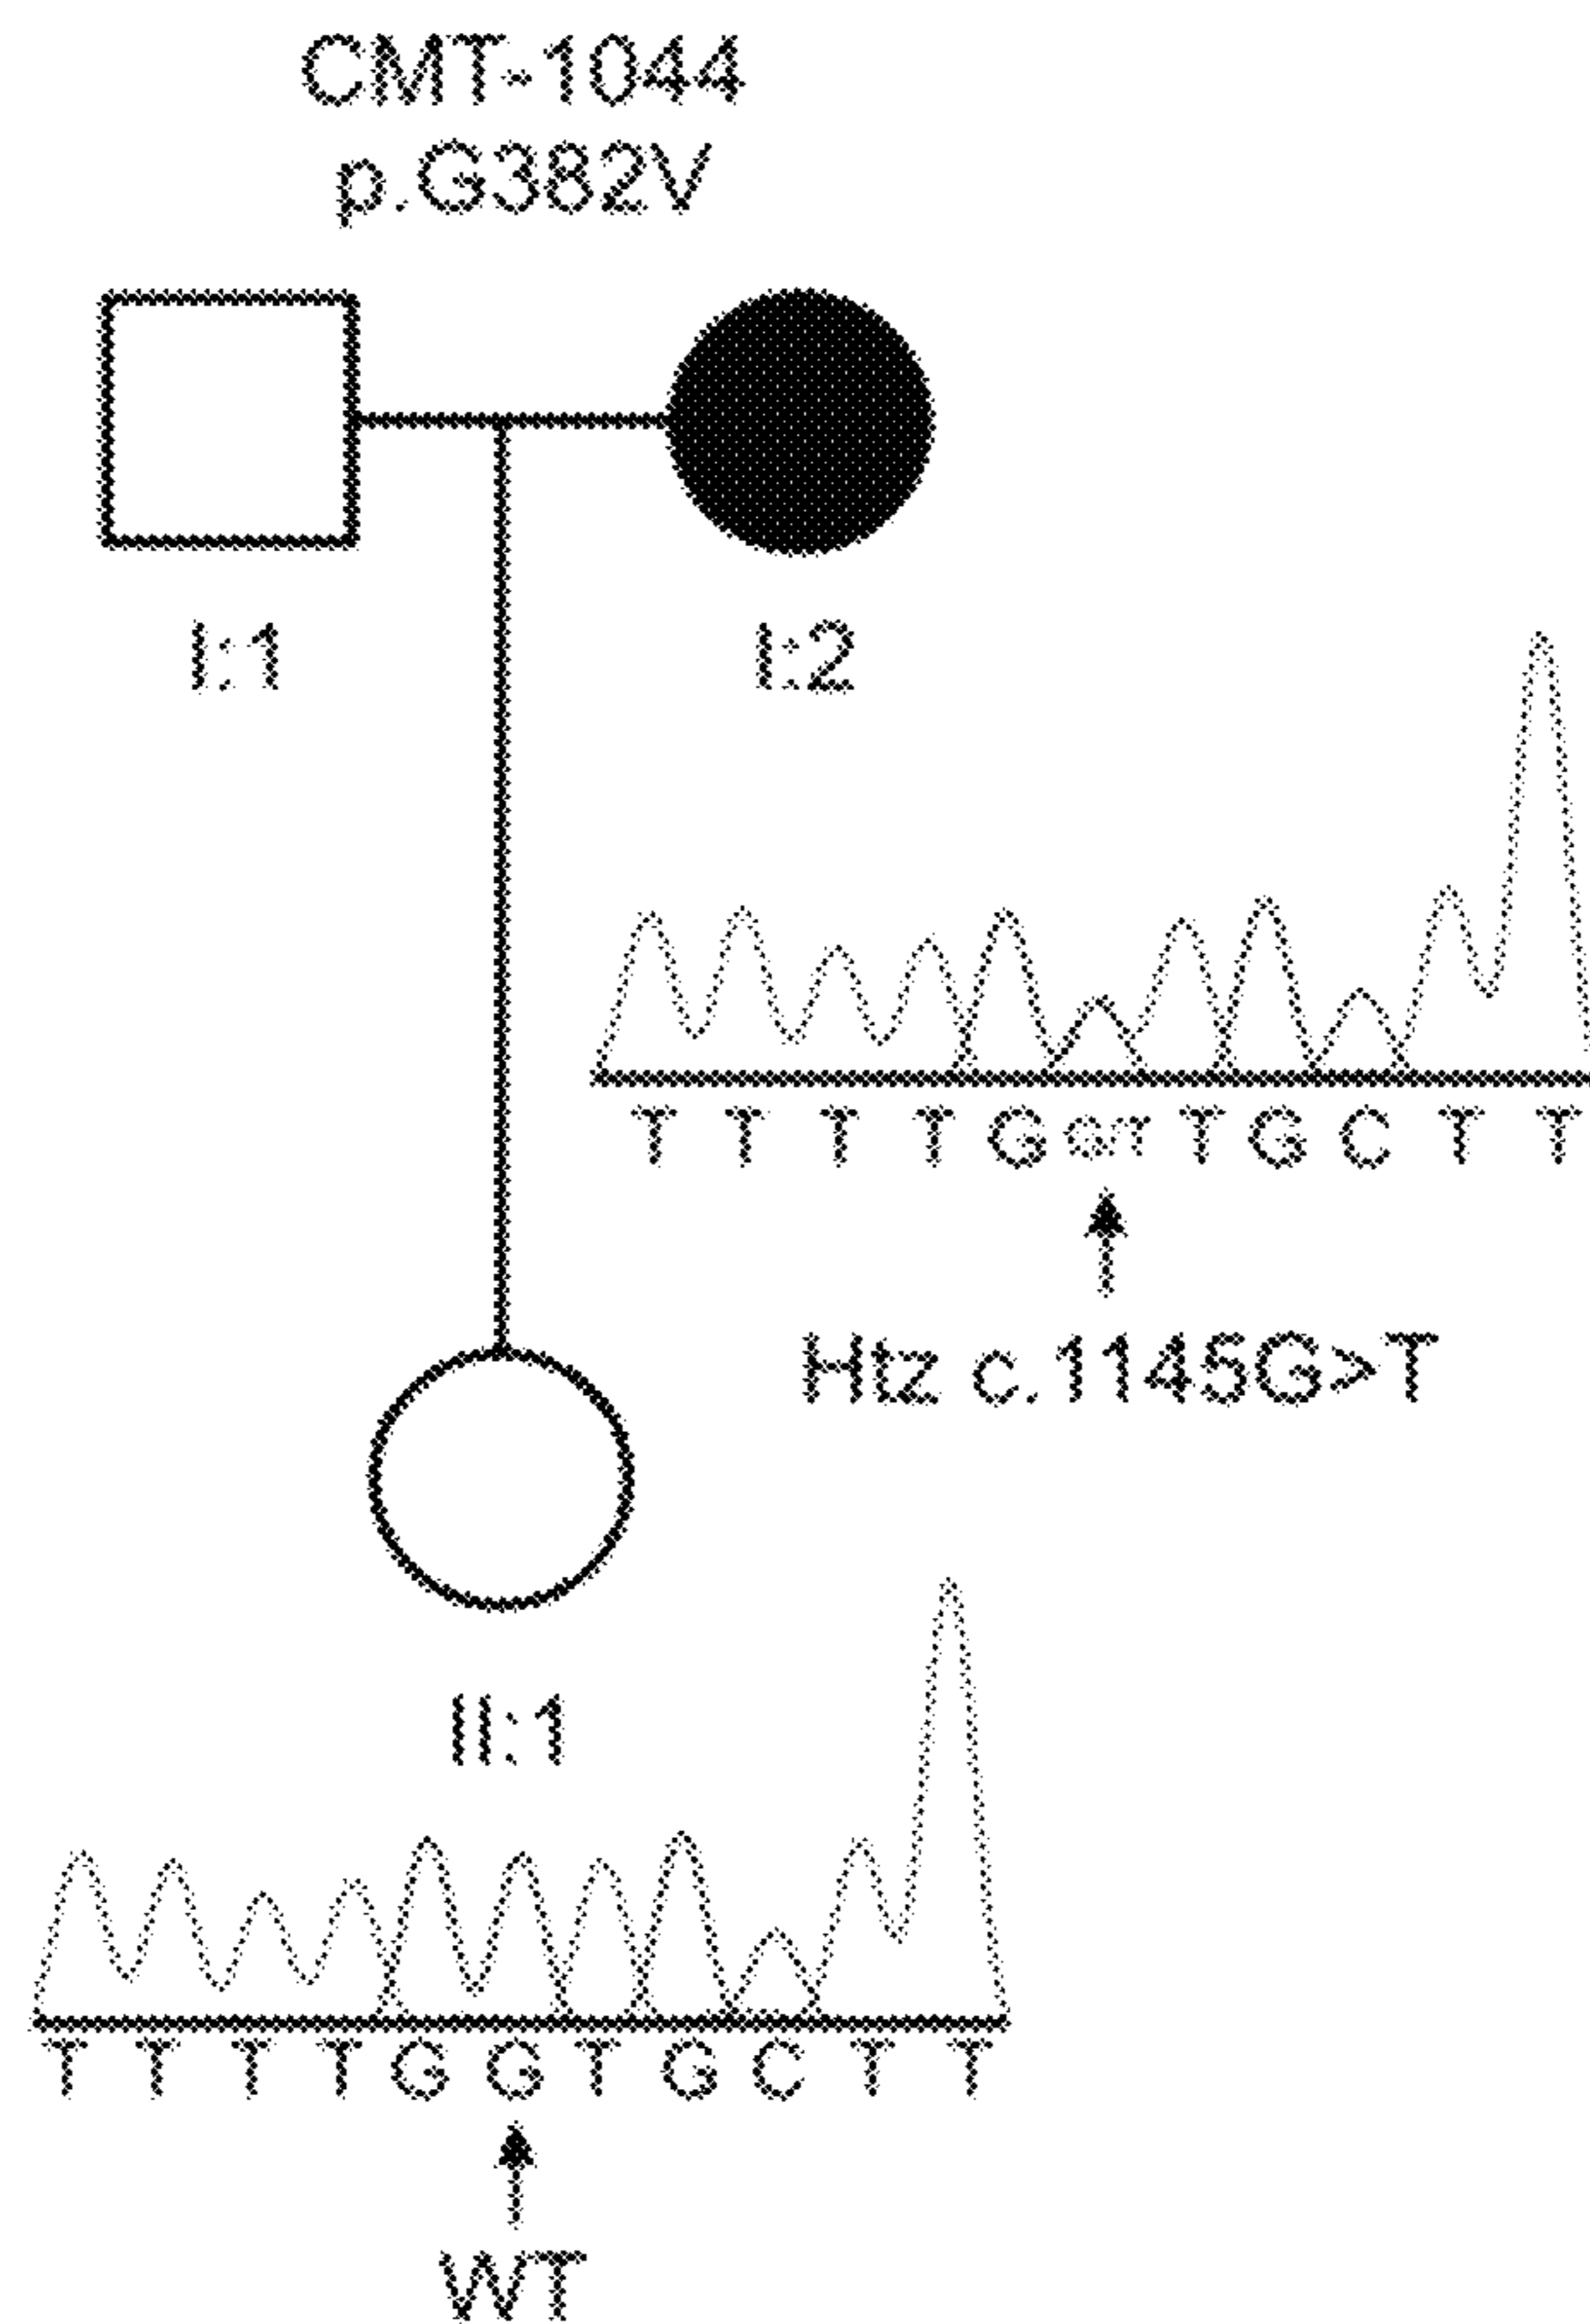 CMT-1044
p.G382V
I:1 I:2
T T T T G G/T T G C T T
Htz c.1145G>T
II:1
T T T T G G T G C T T
WT